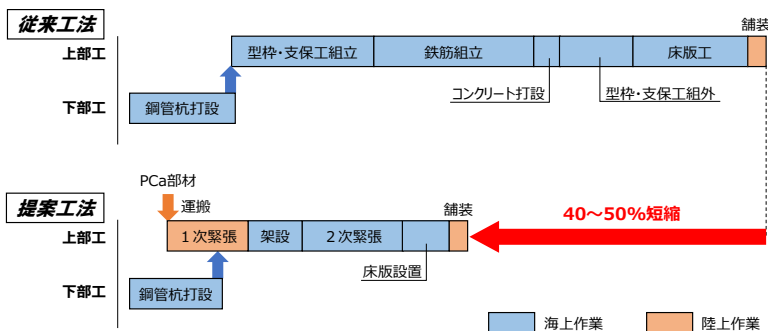 従来工法
舗装
上部工
型枠・支保工組立
鉄筋組立
床版工
コンクリート打設
型枠・支保工組外
下部工
鋼管杭打設
PCa部材
運搬
提案工法
舗装
40～50%短縮
上部工
１次緊張
架設
２次緊張
床版設置
下部工
鋼管杭打設
海上作業
陸上作業